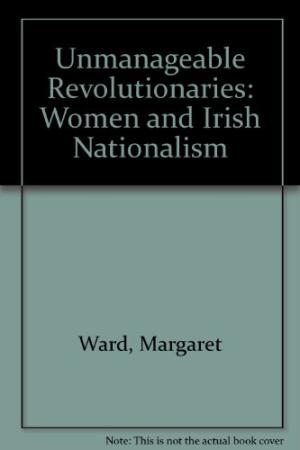 Unmanageable
Revolutionaries:
Women and Irish
Nationalism
Ward, Margaret
Note: This is not the actual book cover